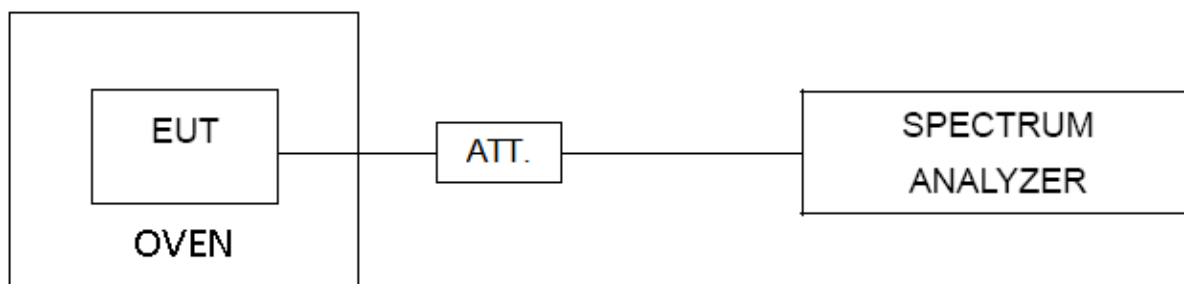 EUT
OVEN
ATT.
SPECTRUM
ANALYZER